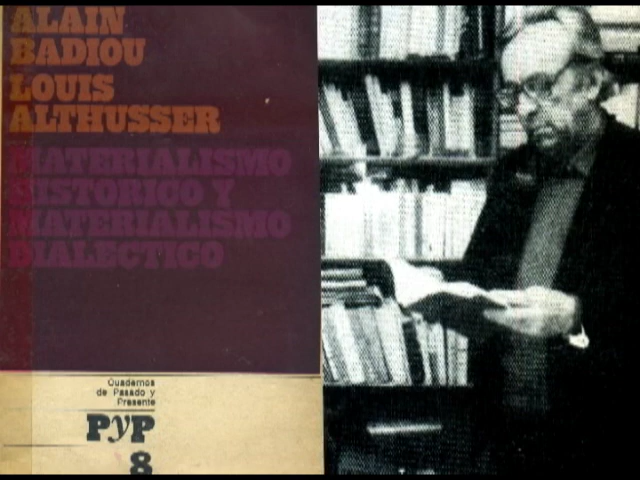 ALAIN
BADIOU
LOUIS
ALTHUSSER
MATERIALISMO
HISTORICO Y
MATERIALISMO
DIALECTICO
Cuadernos
de Pasado y
Presente
PyP
8